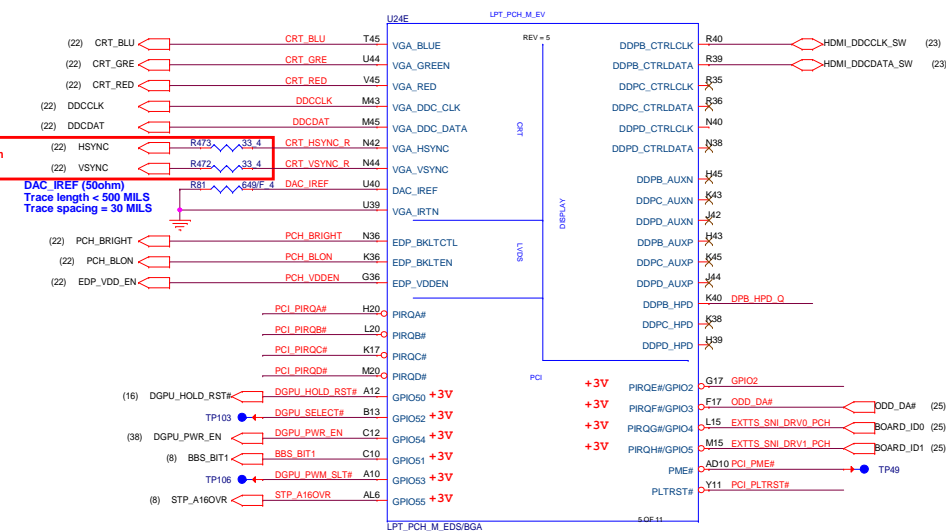 U24E
LPT_PCH_M_EV
REV = 5
(22) CRT_BLU CRT_BLU T45 VGA_BLUE
(22) CRT_GRE CRT_GRE U44 VGA_GREEN
(22) CRT_RED CRT_RED V45 VGA_RED
(22) DDCCLK DDCCLK M43 VGA_DDC_CLK
(22) DDCDAT DDCDAT M45 VGA_DDC_DATA
(22) HSYNC R473 33_4 CRT_HSYNC_R N42 VGA_HSYNC
(22) VSYNC R472 33_4 CRT_VSYNC_R N44 VGA_VSYNC
DAC_IREF (50ohm)
Trace length < 500 MILS
Trace spacing = 30 MILS
R81 649/F_4 DAC_IREF U40 DAC_IREF
U39 VGA_IRTN
(22) PCH_BRIGHT PCH_BRIGHT N36 EDP_BKLTCTL
(22) PCH_BLON PCH_BLON K36 EDP_BKLTEN
(22) EDP_VDD_EN PCH_VDDEN G36 EDP_VDDEN
PCI_PIRQA# H20 PIRQA#
PCI_PIRQB# L20 PIRQB#
PCI_PIRQC# K17 PIRQC#
PCI_PIRQD# M20 PIRQD#
(16) DGPU_HOLD_RST# DGPU_HOLD_RST# A12 GPIO50 +3V
TP103 DGPU_SELECT# B13 GPIO52 +3V
(38) DGPU_PWR_EN DGPU_PWR_EN C12 GPIO54 +3V
(8) BBS_BIT1 BBS_BIT1 C10 GPIO51 +3V
TP106 DGPU_PWM_SLT# A10 GPIO53 +3V
(8) STP_A16OVR STP_A16OVR AL6 GPIO55 +3V
CRT
LVDS
DISPLAY
PCI
DDPB_CTRLCLK R40 HDMI_DDCCLK_SW (23)
DDPB_CTRLDATA R39 HDMI_DDCDATA_SW (23)
DDPC_CTRLCLK R35
DDPC_CTRLDATA R36
DDPD_CTRLCLK N40
DDPD_CTRLDATA N38
DDPB_AUXN H45
DDPC_AUXN K43
DDPD_AUXN J42
DDPB_AUXP H43
DDPC_AUXP K45
DDPD_AUXP J44
DDPB_HPD K40 DPB_HPD_Q
DDPC_HPD K38
DDPD_HPD H39
+3V PIRQE#/GPIO2 G17 GPIO2
+3V PIRQF#/GPIO3 F17 ODD_DA# ODD_DA# (25)
+3V PIRQG#/GPIO4 L15 EXTTS_SNI_DRV0_PCH BOARD_ID0 (25)
+3V PIRQH#/GPIO5 M15 EXTTS_SNI_DRV1_PCH BOARD_ID1 (25)
PME# AD10 PCI_PME# TP49
PLTRST# Y11 PCI_PLTRST#
5 OF 11
LPT_PCH_M_EDS/BGA